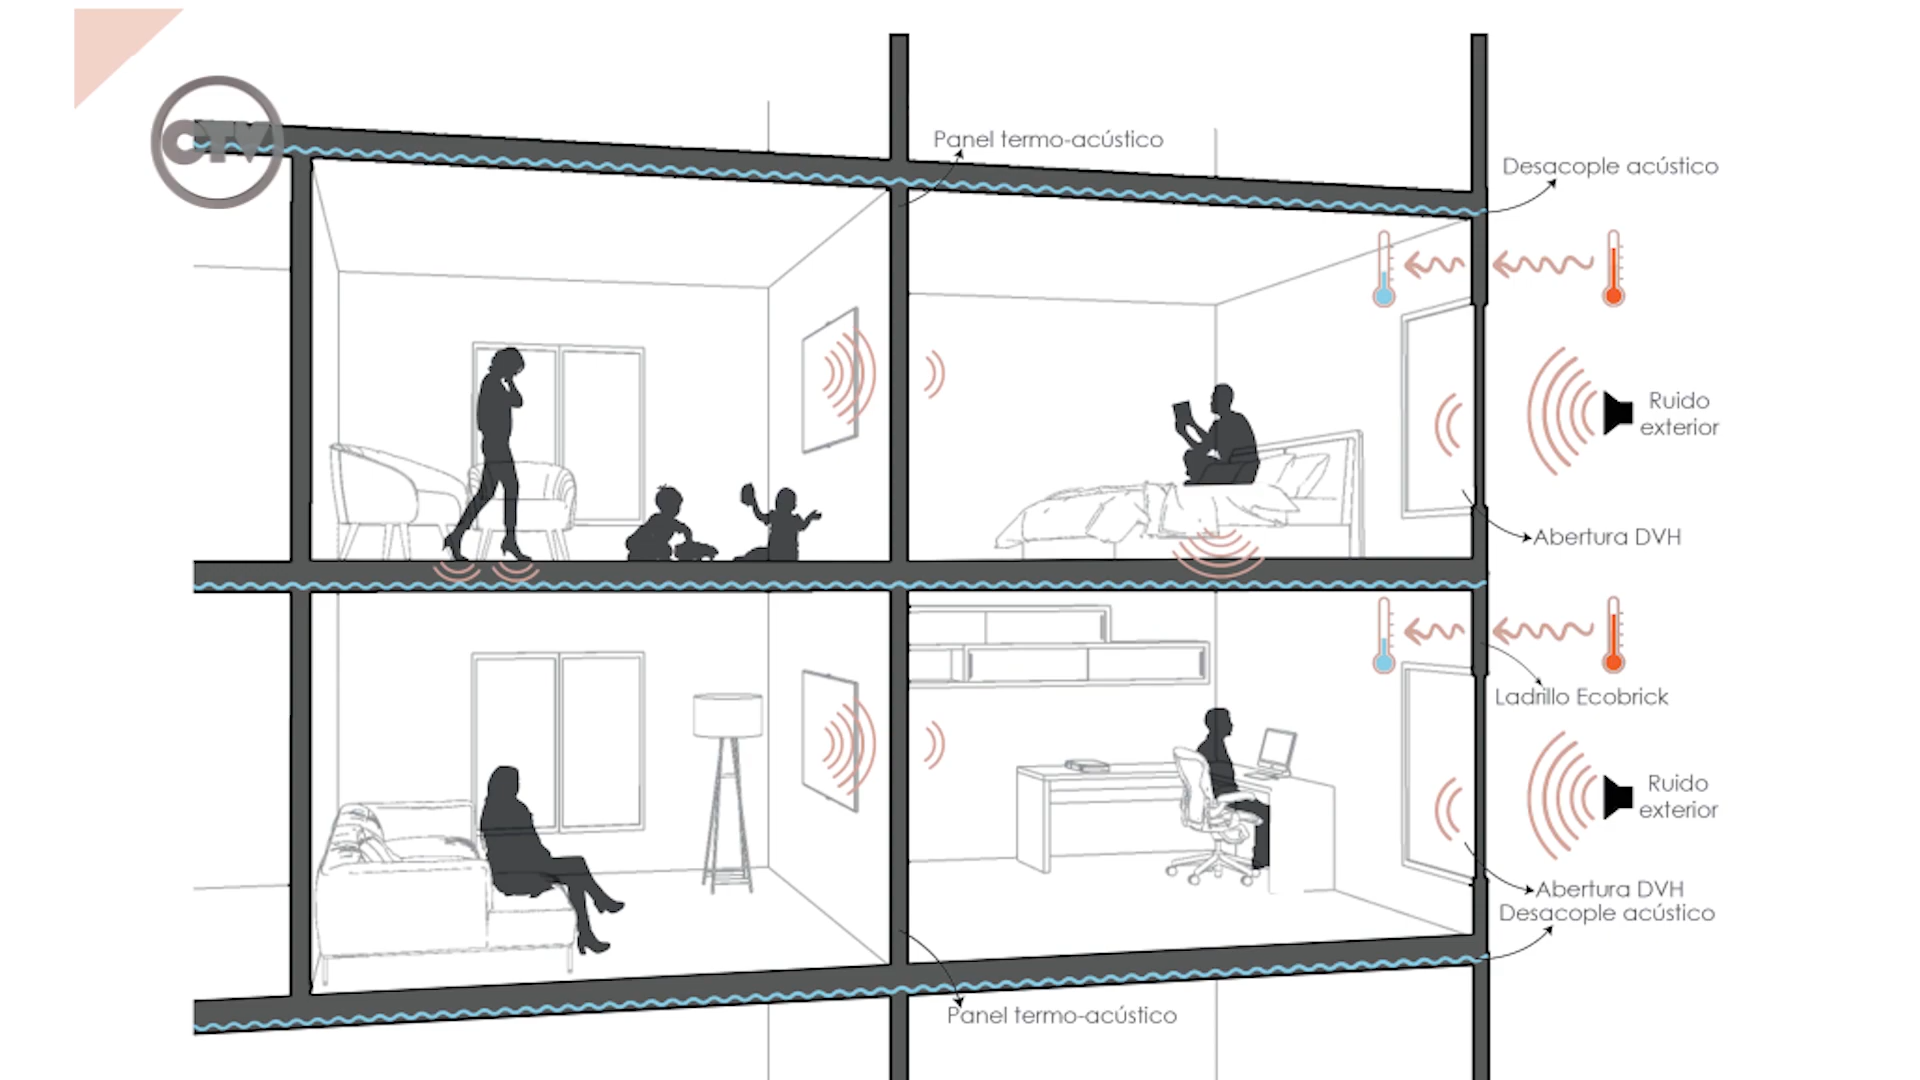 CTV
Panel termo-acústico
Desacople acústico
Ruido
exterior
Abertura DVH
Ladrillo Ecobrick
Ruido
exterior
Abertura DVH
Desacople acústico
Panel termo-acústico